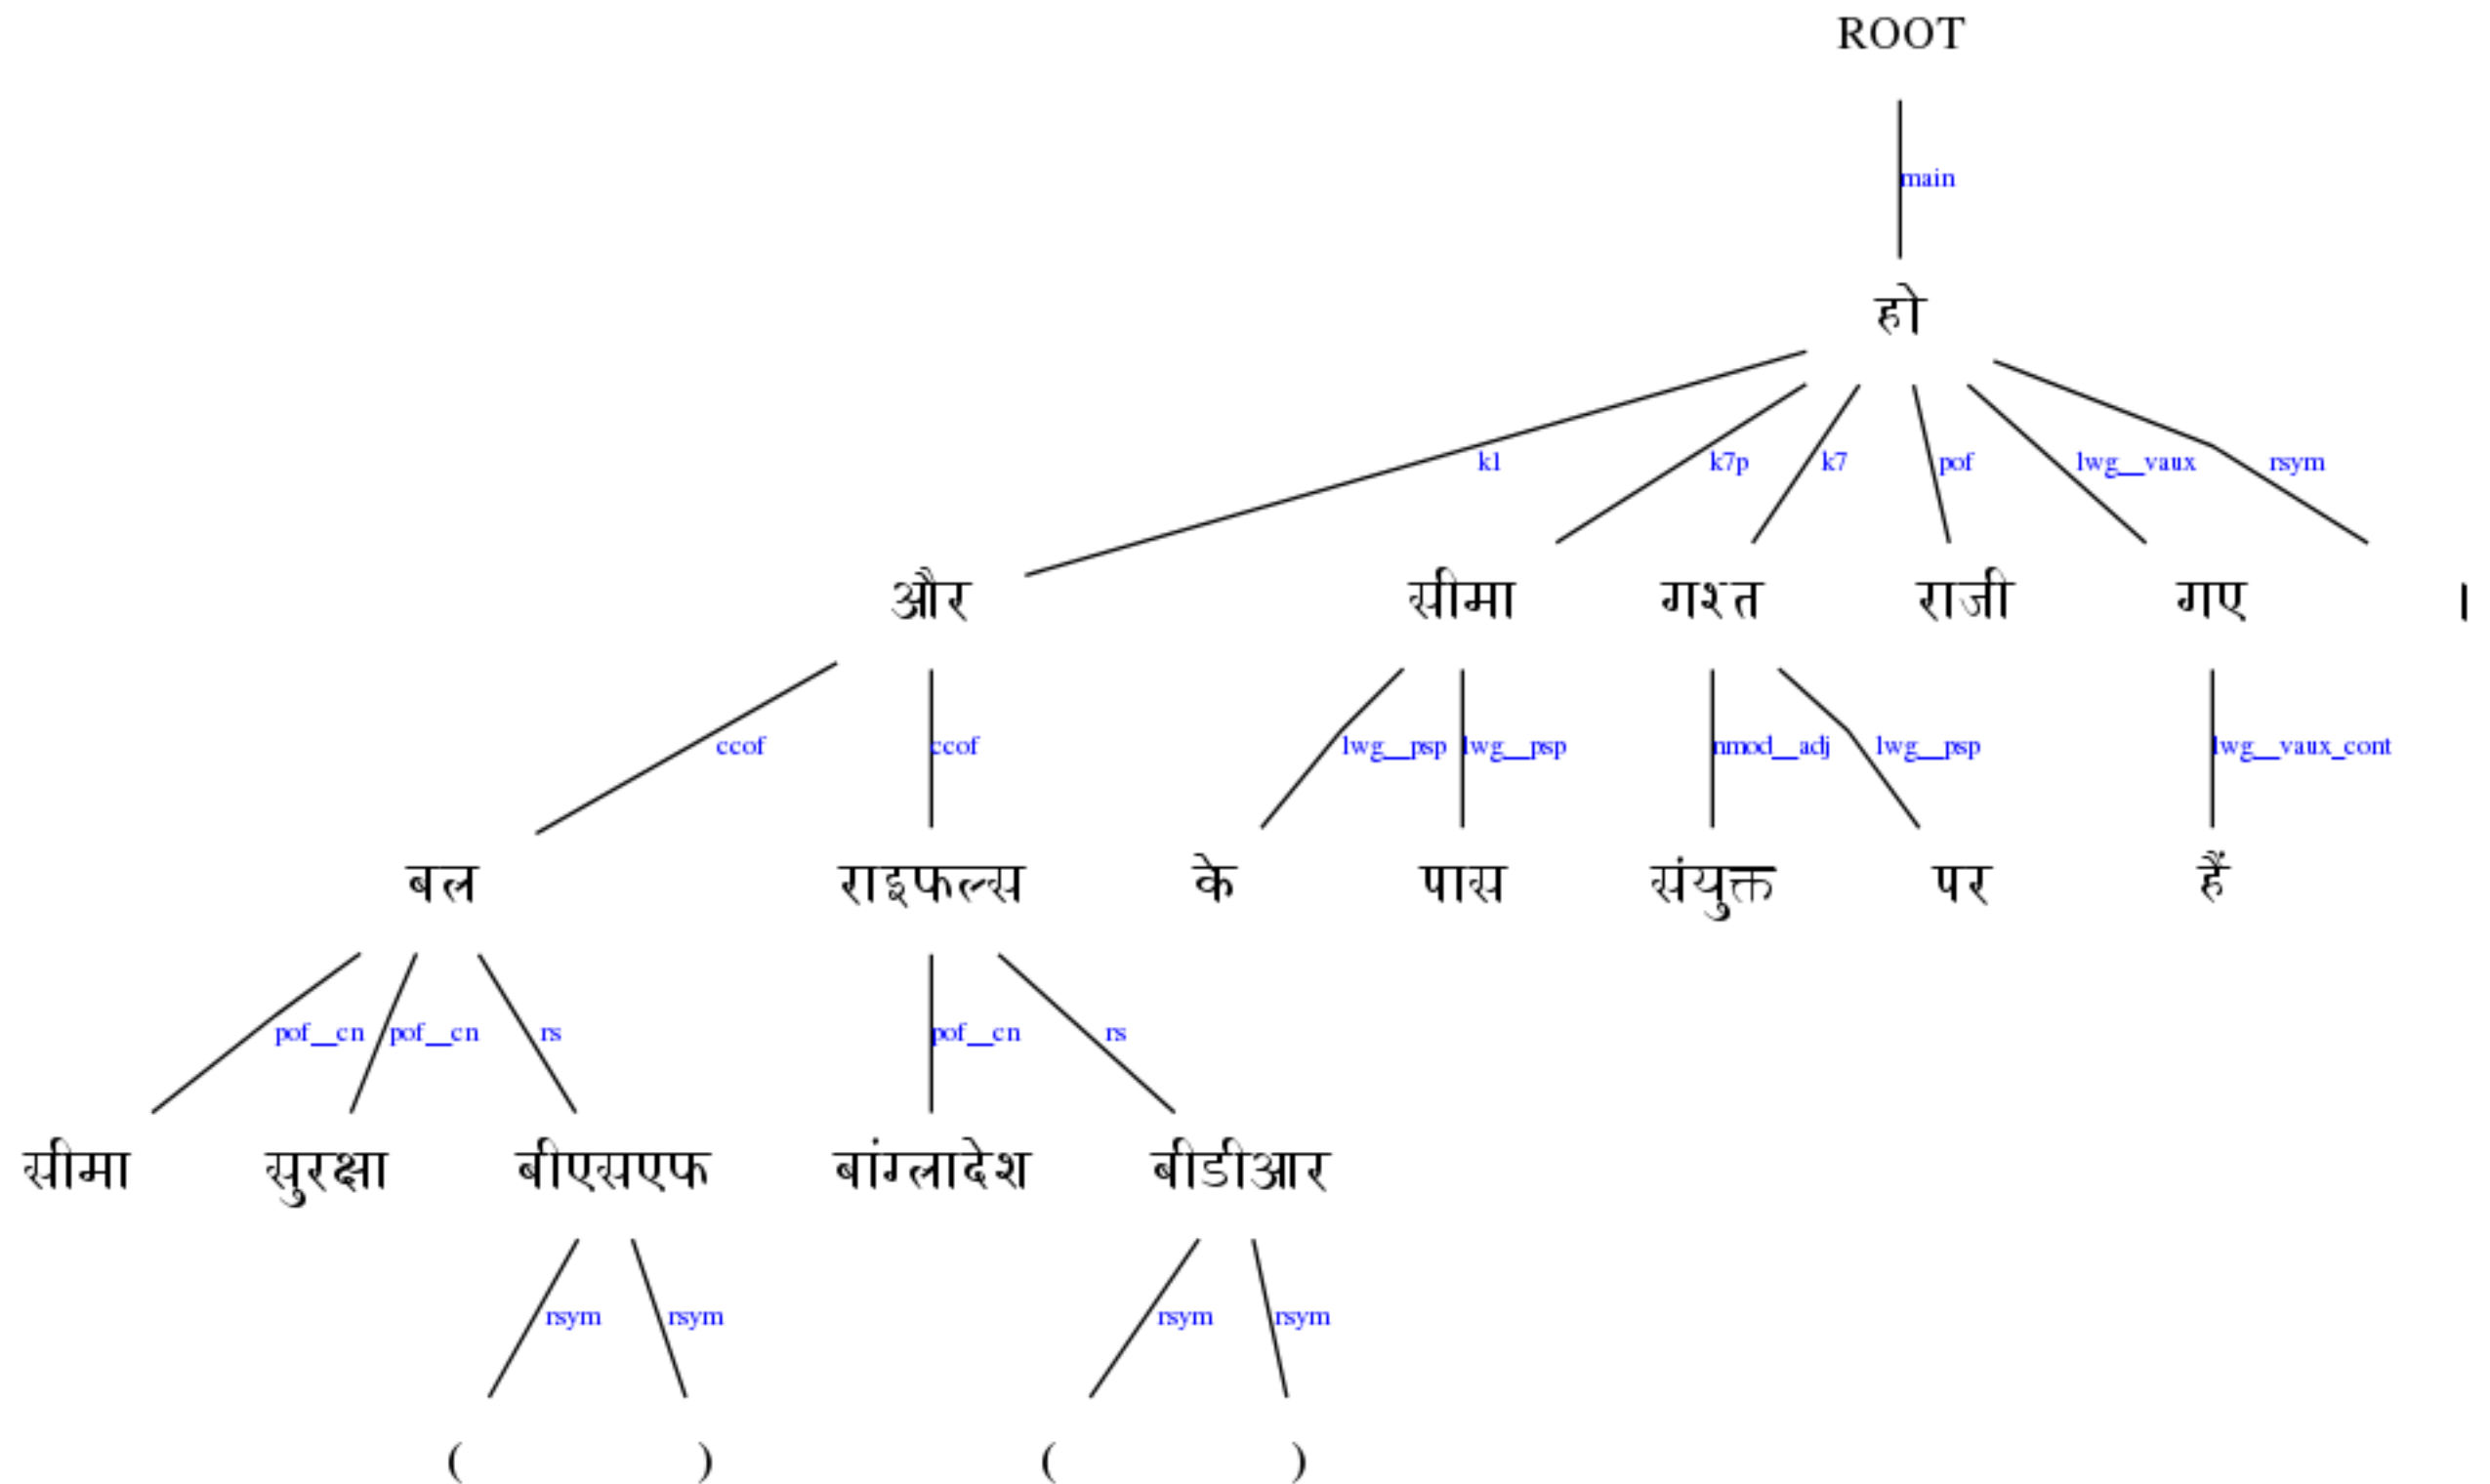 ROOT
main
हो
k1 k7p k7 pof lwg__vaux rsym
और सीमा गश्त राजी गए ।
ccof ccof lwg__psp lwg__psp nmod__adj lwg__psp lwg__vaux_cont
बल राइफल्स के पास संयुक्त पर हैं
pof__cn pof__cn rs pof__cn rs
सीमा सुरक्षा बीएसएफ बांग्लादेश बीडीआर
rsym rsym rsym rsym
( ) ( )